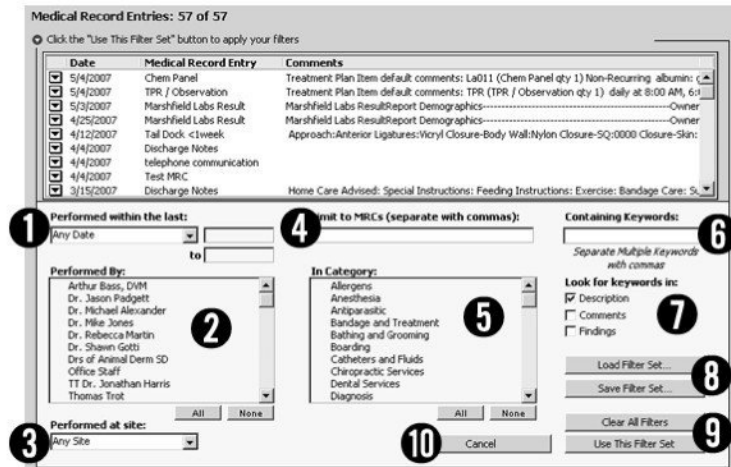 Medical Record Entries: 57 of 57
Click the "Use This Filter Set" button to apply your filters
Date Medical Record Entry Comments
5/4/2007 Chem Panel Treatment Plan Item default comments: La011 (Chem Panel qty 1) Non-Recurring albumin:
5/4/2007 TPR / Observation Treatment Plan Item default comments: TPR (TPR / Observation qty 1) daily at 8:00 AM,
5/3/2007 Marshfield Labs Result Marshfield Labs ResultReport Demographics------------------------------Owner
4/25/2007 Marshfield Labs Result Marshfield Labs ResultReport Demographics------------------------------Owner
4/12/2007 Tail Dock <1week Approach:Anterior Ligatures:Vicryl Closure-Body Wall:Nylon Closure-SQ:0000 Closure-Skin:
4/4/2007 Discharge Notes
4/4/2007 telephone communication
4/4/2007 Test MRC
3/15/2007 Discharge Notes Home Care Advised: Special Instructions: Feeding Instructions: Exercise: Bandage Care:
1 Performed within the last: 4 imit to MRCs (separate with commas): Containing Keywords: 6
Any Date
to
Separate Multiple Keywords
with commas
Performed By:
Arthur Bass, DVM
Dr. Jason Padgett
Dr. Michael Alexander
Dr. Mike Jones
Dr. Rebecca Martin
Dr. Shawn Gotti
Drs of Animal Derm SD
Office Staff
TT Dr. Jonathan Harris
Thomas Trot
2
All None
In Category:
Allergens
Anesthesia
Antiparasitic
Bandage and Treatment
Bathing and Grooming
Boarding
Catheters and Fluids
Chiropractic Services
Dental Services
Diagnosis
5
All None
Look for keywords in:
Description
Comments
Findings
7
Load Filter Set...
Save Filter Set...
8
Performed at site:
3 Any Site
10 Cancel
Clear All Filters
Use This Filter Set
9